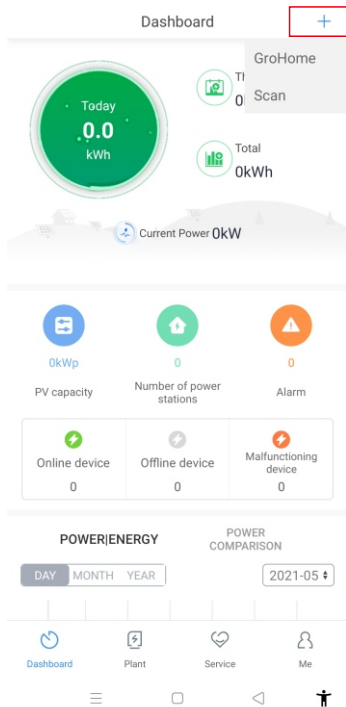 Dashboard
+
GroHome
Scan
Today
0.0
kWh
Th
0
Total
0kWh
Current Power 0kW
0kWp
0
0
PV capacity
Number of power
stations
Alarm
Online device
Offline device
Malfunctioning
device
0
0
0
POWER|ENERGY
POWER
COMPARISON
DAY
MONTH
YEAR
2021-05
Dashboard
Plant
Service
Me